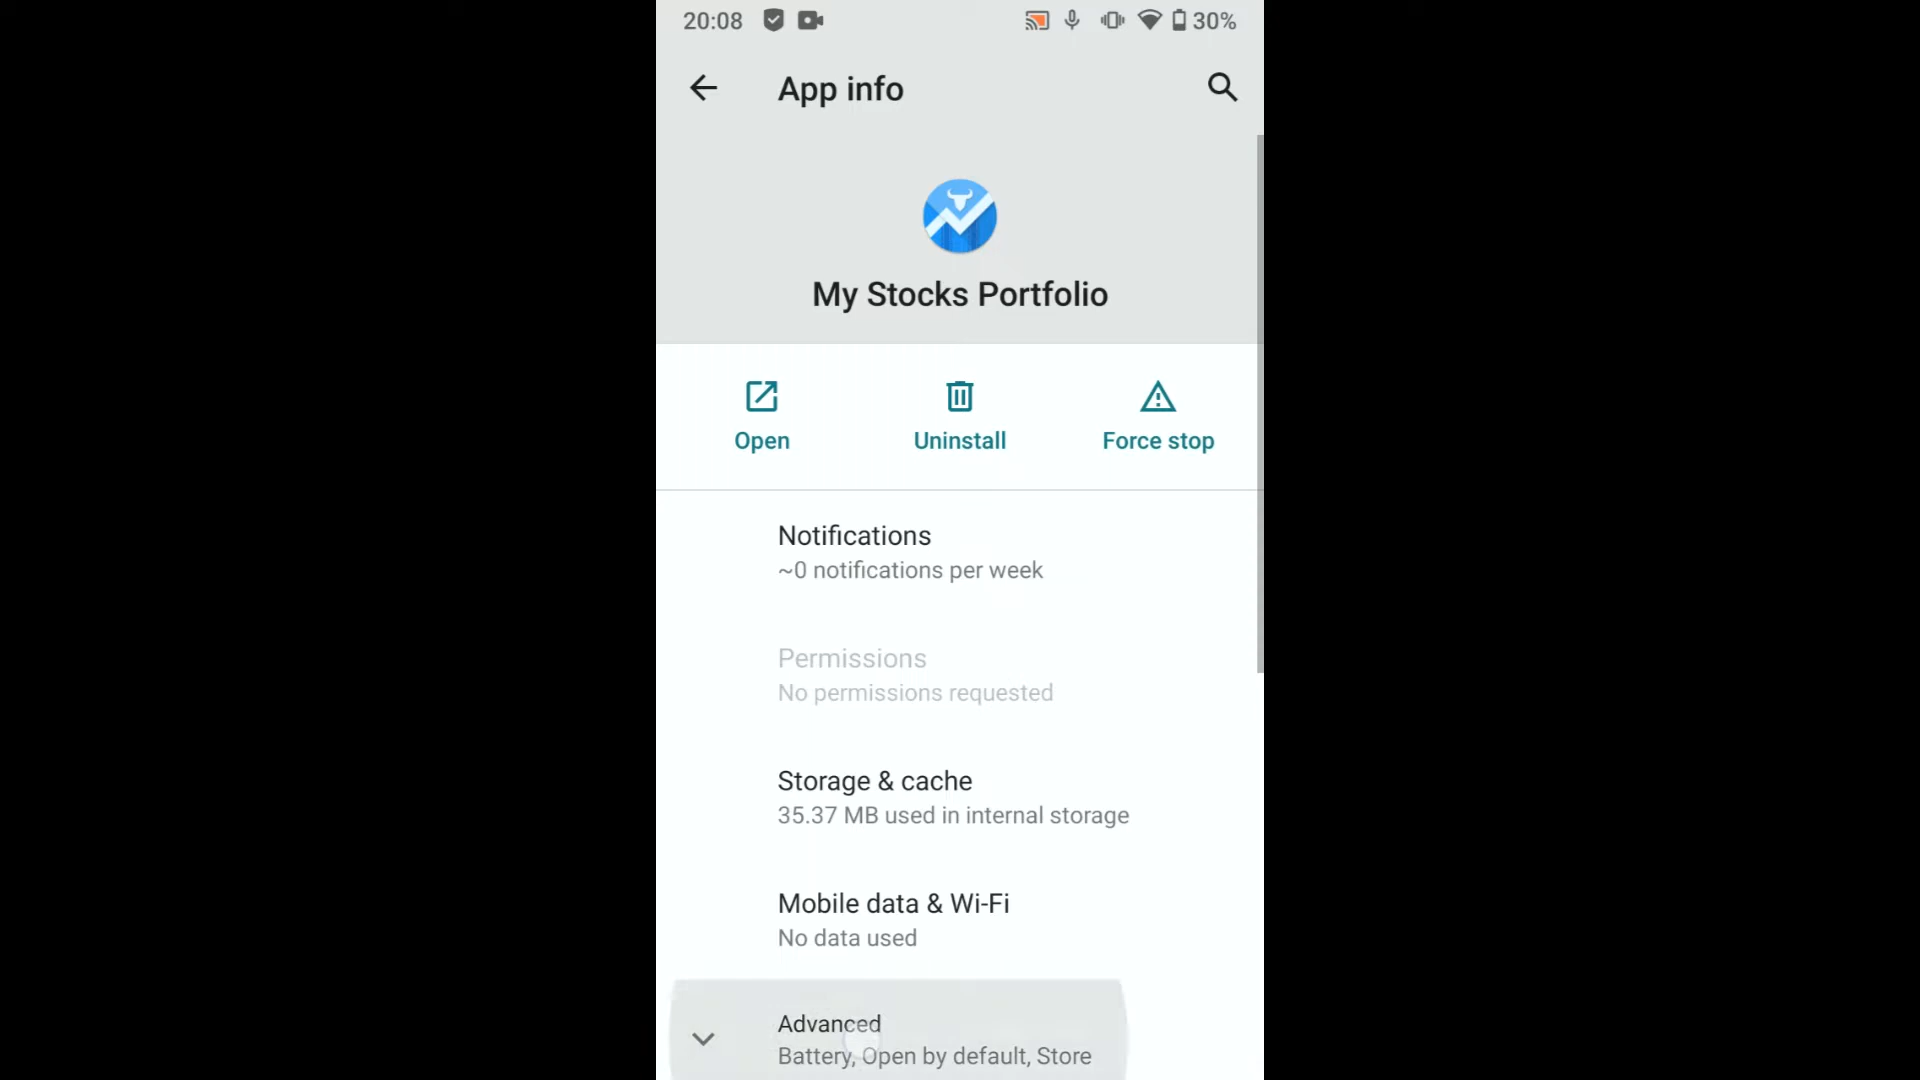 20:08
30%
App info
My Stocks Portfolio
Open
Uninstall
Force stop
Notifications
~0 notifications per week
Permissions
No permissions requested
Storage & cache
35.37 MB used in internal storage
Mobile data & Wi-Fi
No data used
Advanced
Battery, Open by default, Store